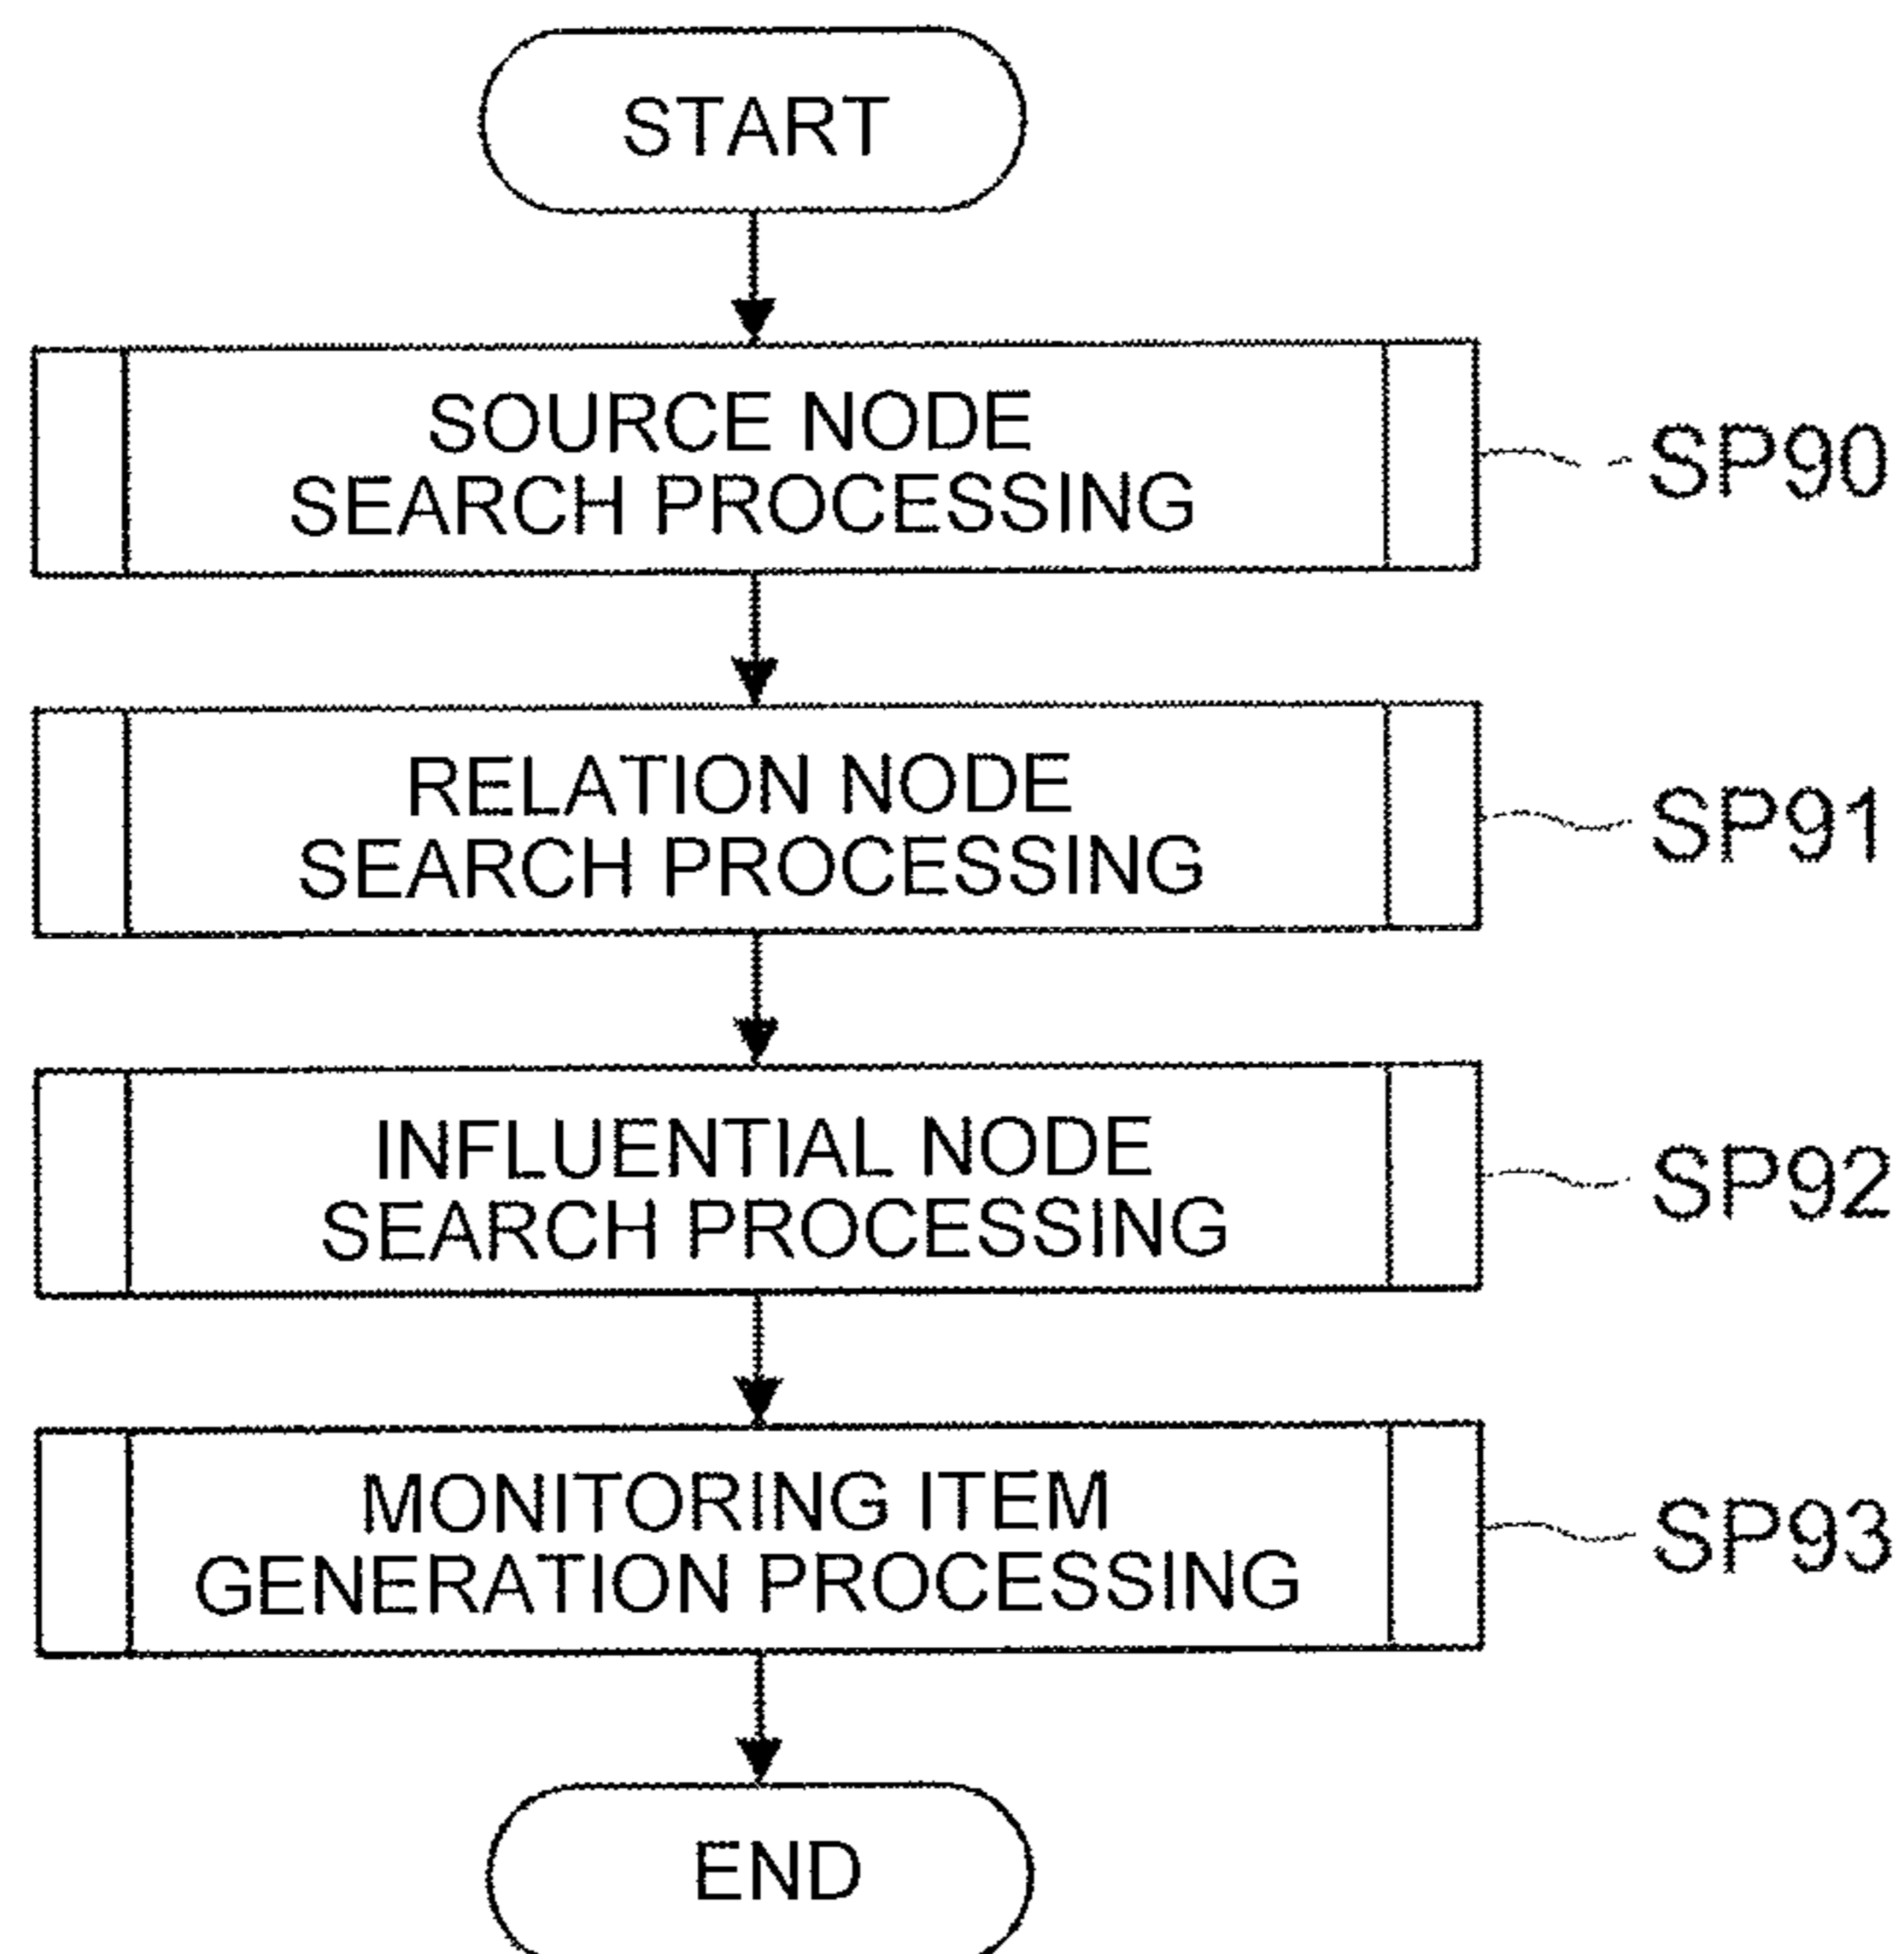 START
SOURCE NODE
SEARCH PROCESSING
SP90
RELATION NODE
SEARCH PROCESSING
SP91
INFLUENTIAL NODE
SEARCH PROCESSING
SP92
MONITORING ITEM
GENERATION PROCESSING
SP93
END